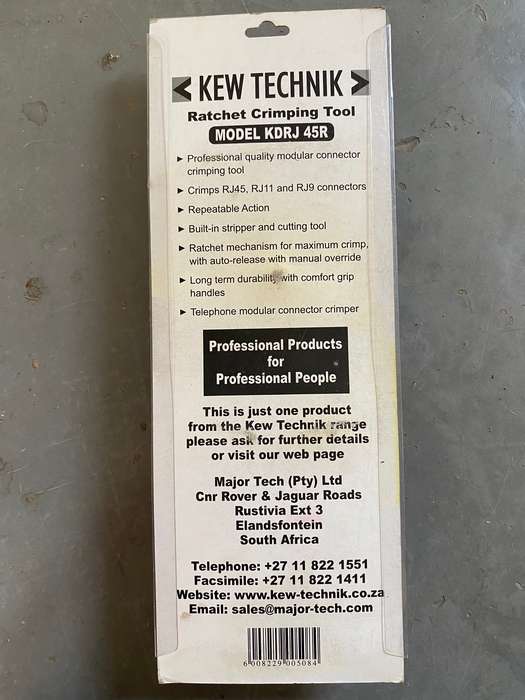 < KEW TECHNIK >
Ratchet Crimping Tool
MODEL KDRJ 45R
► Professional quality modular connector
crimping tool
► Crimps RJ45, RJ11 and RJ9 connectors
► Repeatable Action
► Built-in stripper and cutting tool
► Ratchet mechanism for maximum crimp,
with auto-release with manual override
► Long term durability with comfort grip
handles
► Telephone modular connector crimper
Professional Products
for
Professional People
This is just one product
from the Kew Technik range
please ask for further details
or visit our web page
Major Tech (Pty) Ltd
Cnr Rover & Jaguar Roads
Rustivia Ext 3
Elandsfontein
South Africa
Telephone: +27 11 822 1551
Facsimile: +27 11 822 1411
Website: www.kew-technik.co.za
Email: sales@major-tech.com
6 008229 005084